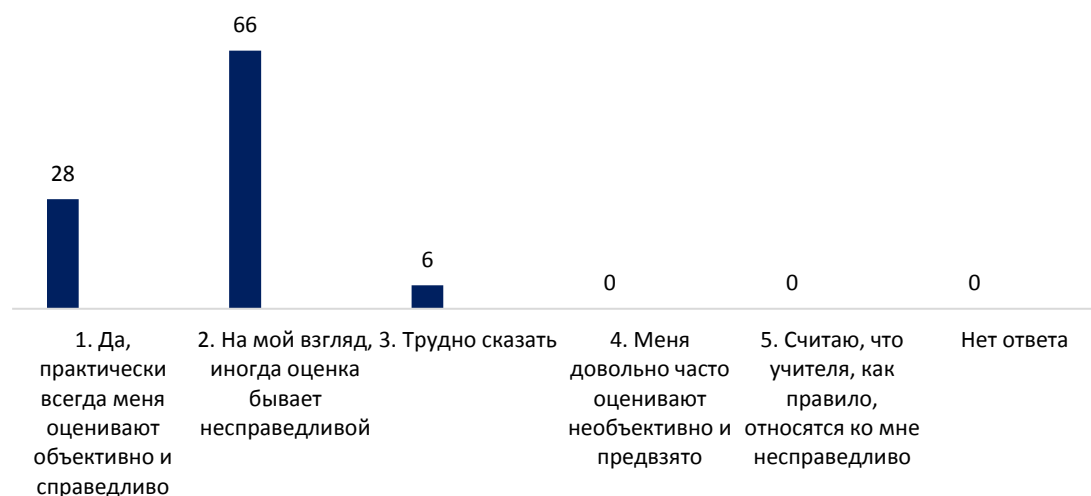 66
28
6
0
0
0
1. Да,
практически
всегда меня
оценивают
объективно и
справедливо
2. На мой взгляд,
иногда оценка
бывает
несправедливой
3. Трудно сказать
4. Меня
довольно часто
оценивают
необъективно и
предвзято
5. Считаю, что
учителя, как
правило,
относятся ко мне
несправедливо
Нет ответа